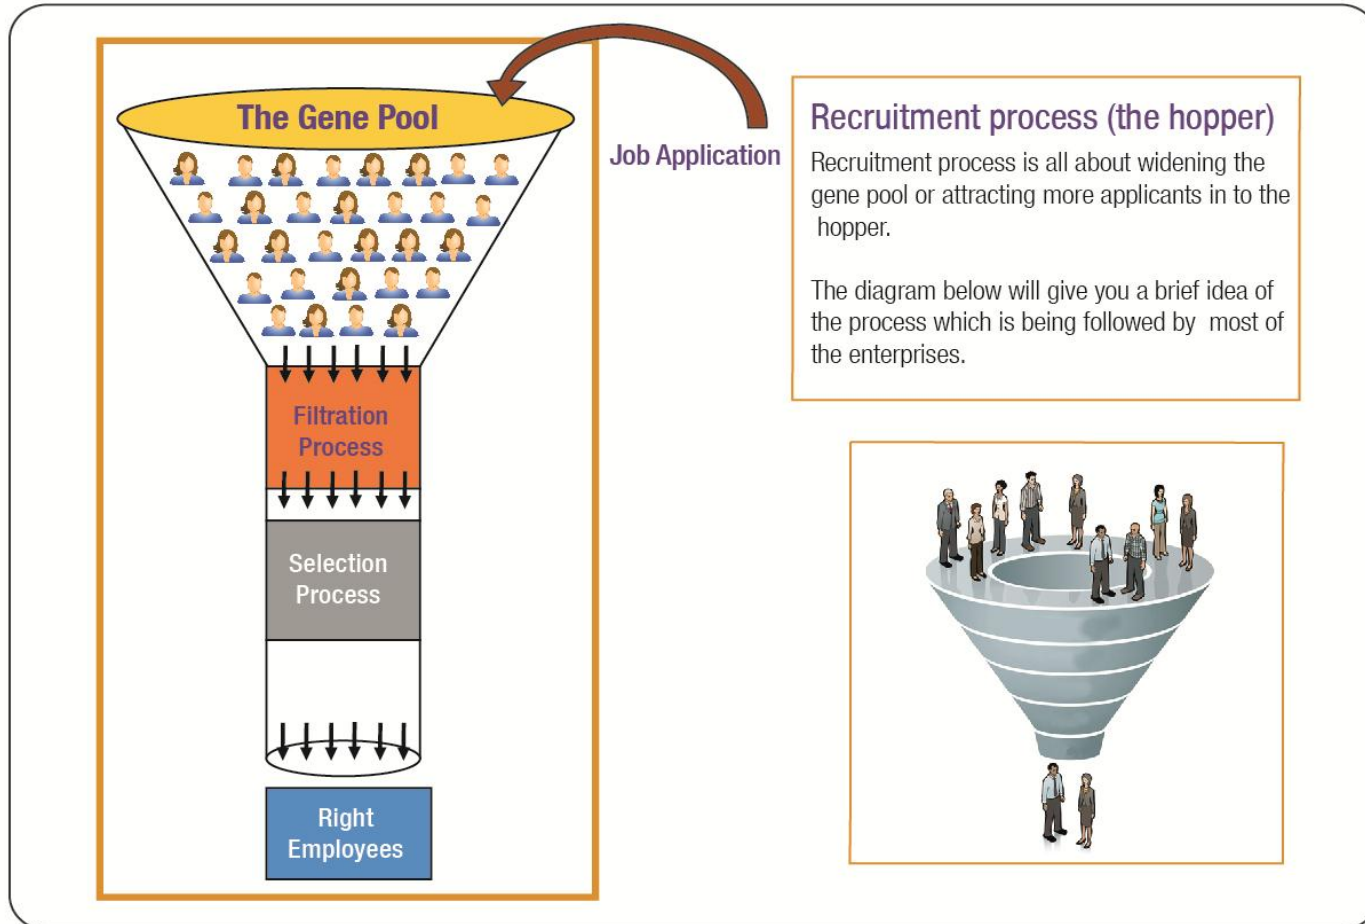 The Gene Pool
Job Application
Filtration
Process
Selection
Process
Right
Employees
Recruitment process (the hopper)
Recruitment process is all about widening the
gene pool or attracting more applicants in to the
hopper.
The diagram below will give you a brief idea of
the process which is being followed by most of
the enterprises.